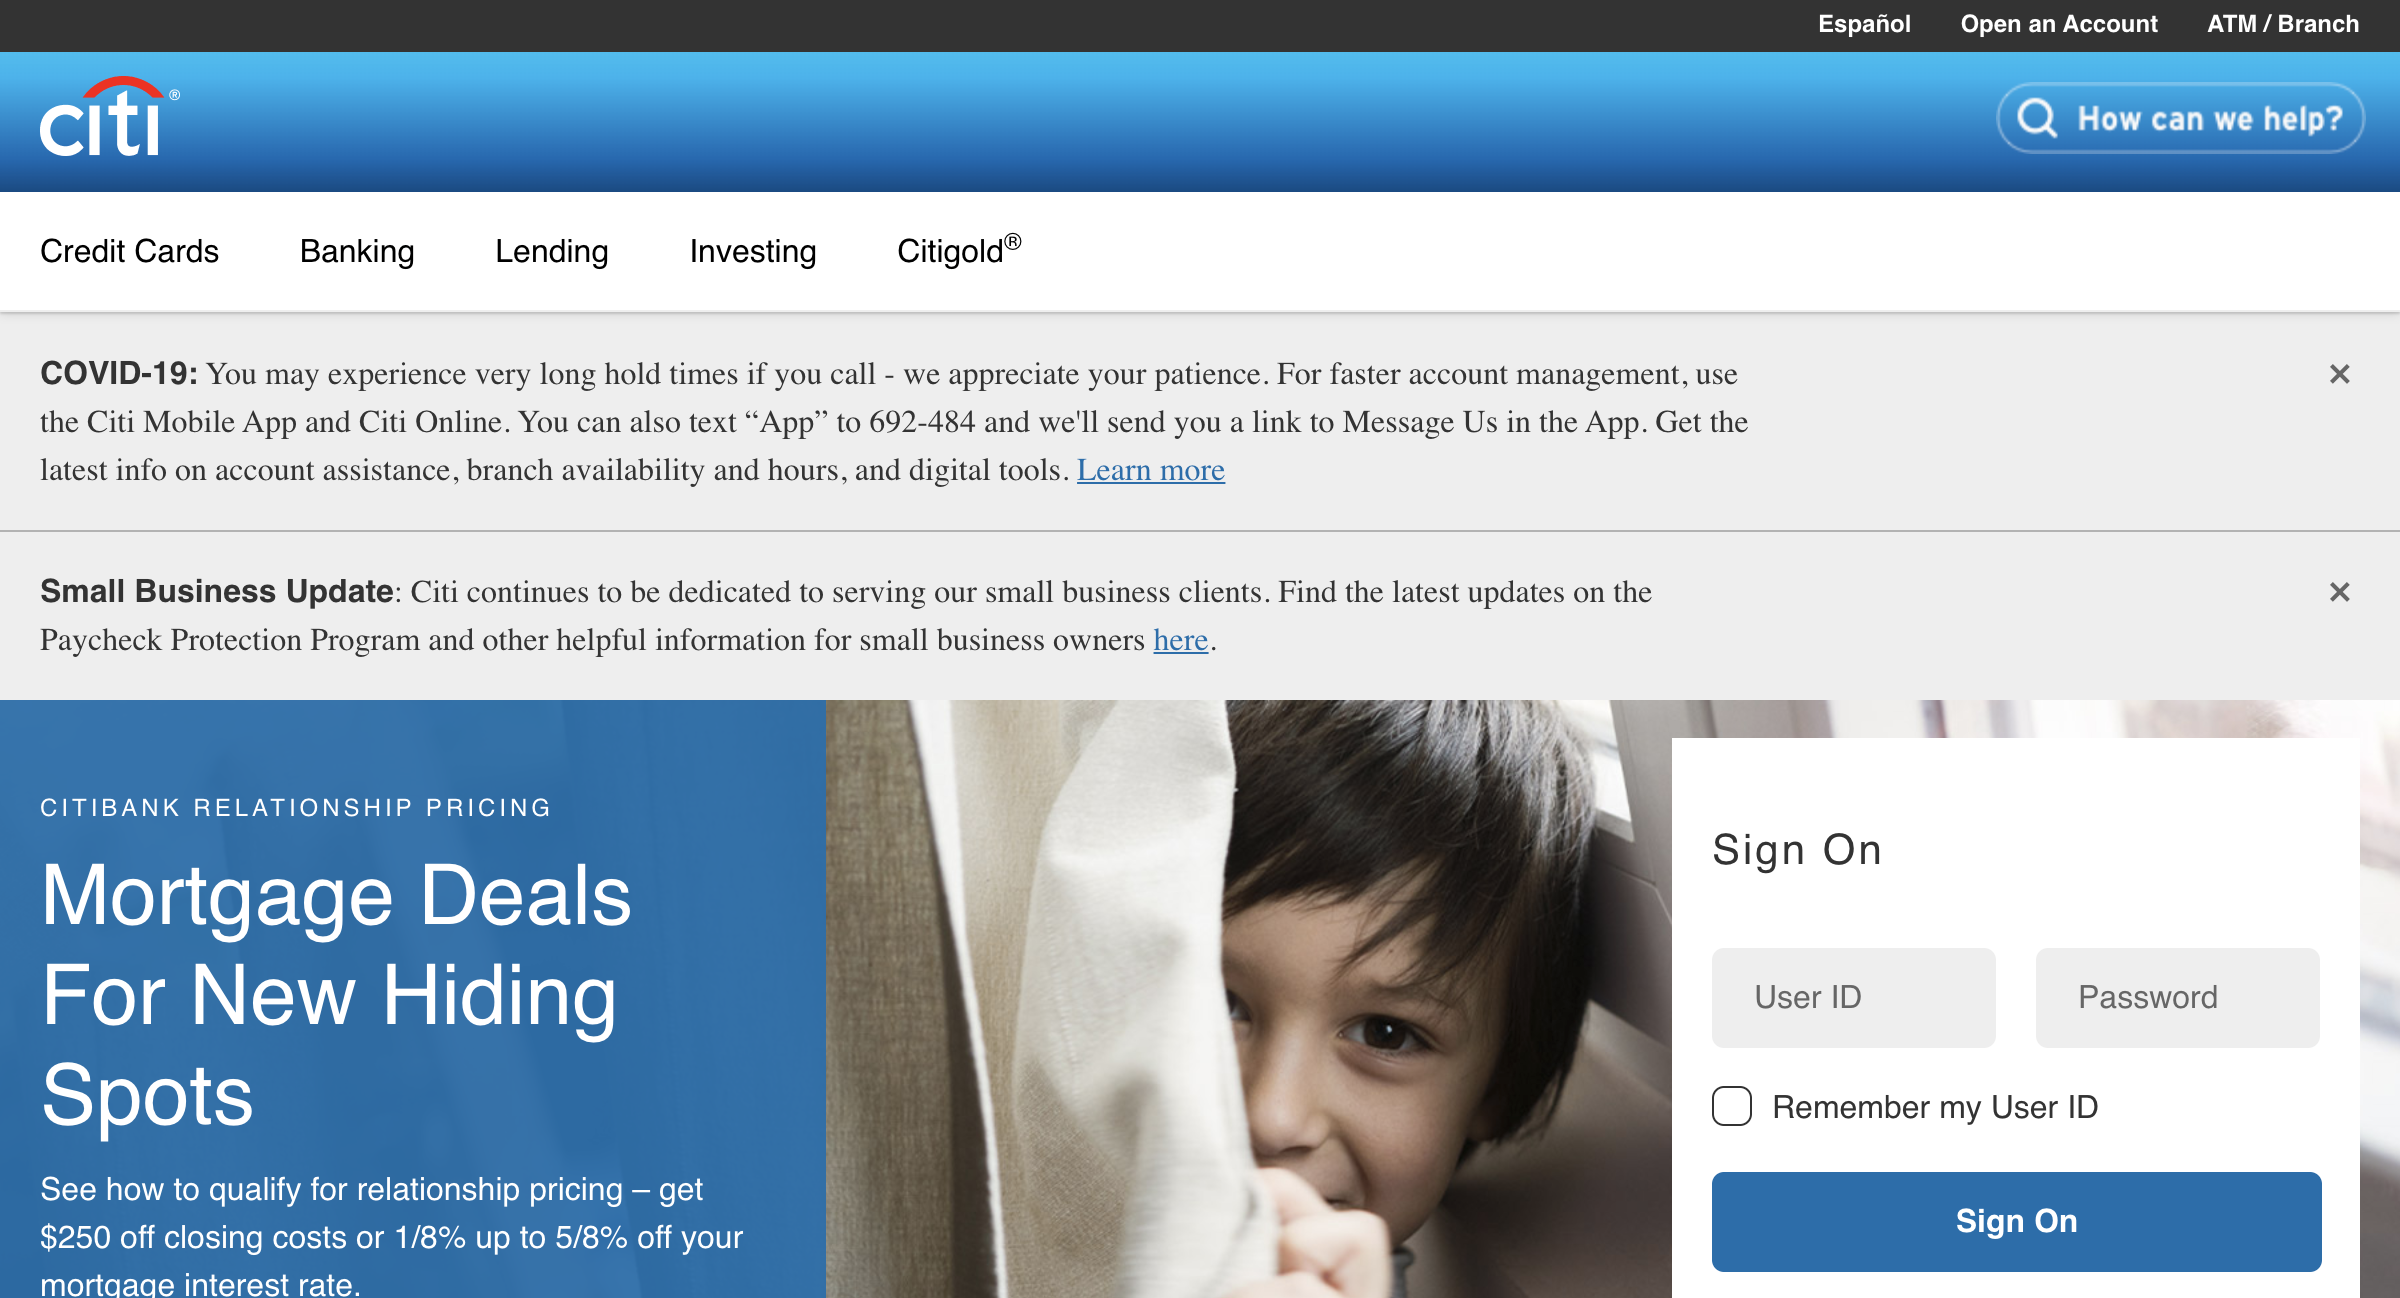 Español Open an Account ATM / Branch
citi®
How can we help?
Credit Cards Banking Lending Investing Citigold®
COVID-19: You may experience very long hold times if you call - we appreciate your patience. For faster account management, use
the Citi Mobile App and Citi Online. You can also text “App” to 692-484 and we'll send you a link to Message Us in the App. Get the
latest info on account assistance, branch availability and hours, and digital tools. Learn more
Small Business Update: Citi continues to be dedicated to serving our small business clients. Find the latest updates on the
Paycheck Protection Program and other helpful information for small business owners here.
CITIBANK RELATIONSHIP PRICING
Mortgage Deals
For New Hiding
Spots
See how to qualify for relationship pricing – get
$250 off closing costs or 1/8% up to 5/8% off your
mortgage interest rate.
Sign On
User ID Password
Remember my User ID
Sign On